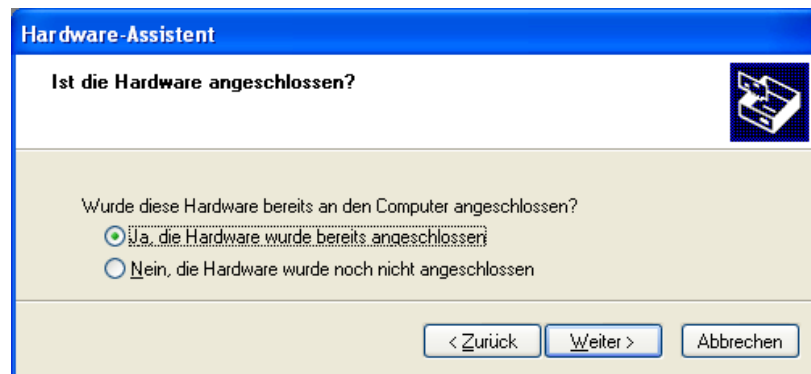 Hardware-Assistent
Ist die Hardware angeschlossen?
Wurde diese Hardware bereits an den Computer angeschlossen?
Ja, die Hardware wurde bereits angeschlossen
Nein, die Hardware wurde noch nicht angeschlossen
< Zurück Weiter > Abbrechen